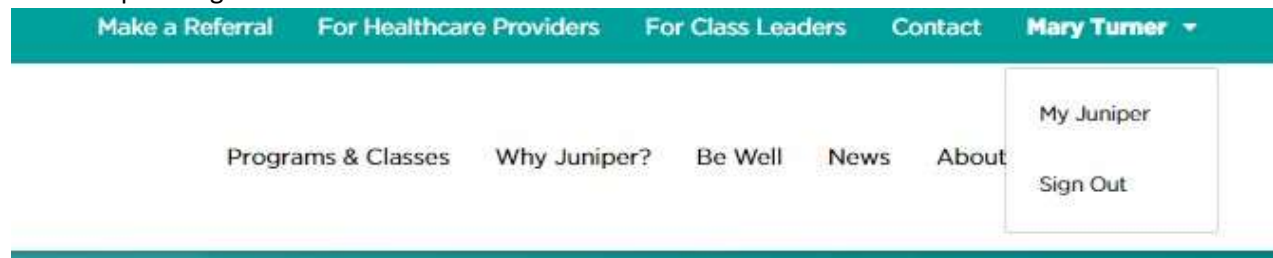 Make a Referral For Healthcare Providers For Class Leaders Contact Mary Turner
My Juniper
Programs & Classes Why Juniper? Be Well News About
Sign Out